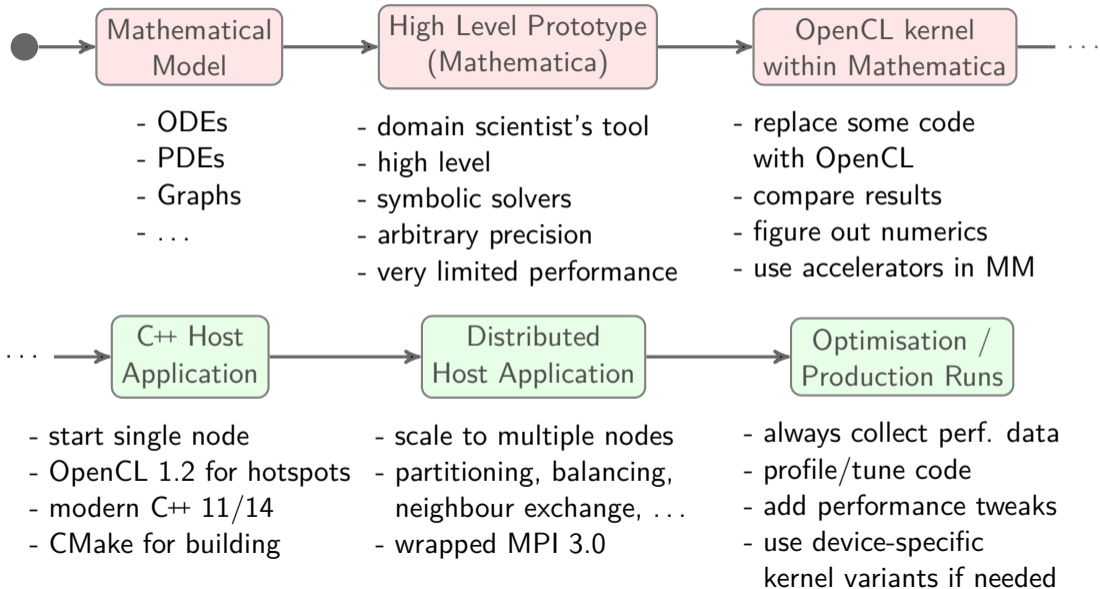 Mathematical
Model
- ODEs
- PDEs
- Graphs
- ...
High Level Prototype
(Mathematica)
- domain scientist's tool
- high level
- symbolic solvers
- arbitrary precision
- very limited performance
OpenCL kernel
within Mathematica
...
- replace some code
with OpenCL
- compare results
- figure out numerics
- use accelerators in MM
...
C++ Host
Application
- start single node
- OpenCL 1.2 for hotspots
- modern C++ 11/14
- CMake for building
Distributed
Host Application
- scale to multiple nodes
- partitioning, balancing,
neighbour exchange, ...
- wrapped MPI 3.0
Optimisation /
Production Runs
- always collect perf. data
- profile/tune code
- add performance tweaks
- use device-specific
kernel variants if needed